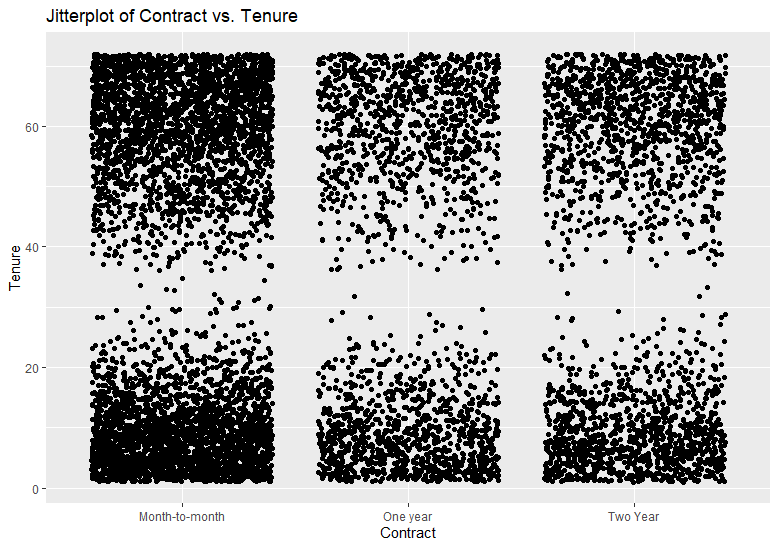 Jitterplot of Contract vs. Tenure
60
40
20
0
Tenure
Month-to-month
One year
Two Year
Contract